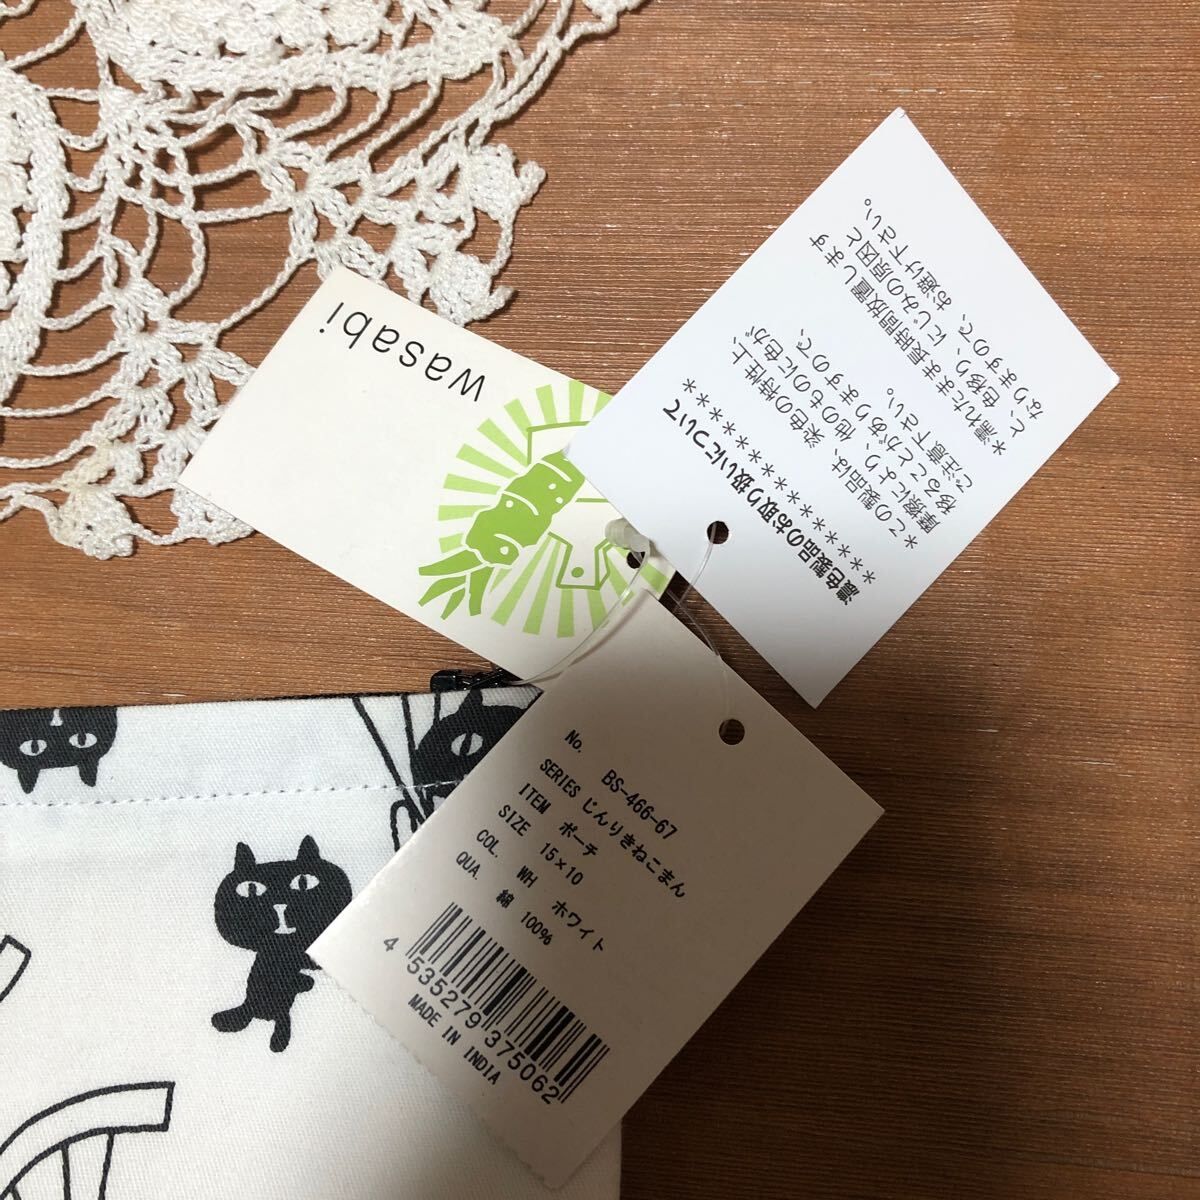 wasabi
濃色製品のお取り扱いについて
＊＊＊＊＊＊＊＊＊＊＊＊＊＊
＊この製品は、染色の特性上、
摩擦により、他のものに色が
移ることがありますので、
ご注意下さい。
＊濡れたまま長時間放置します
と、色移り、にじみの原因と
なりますので、お避け下さい。
No. BS-466-67
SERIES じんりきねこまん
ITEM ポーチ
SIZE 15×10
COL. WH ホワイト
QUA. 綿 100%
4 535279 375062
MADE IN INDIA